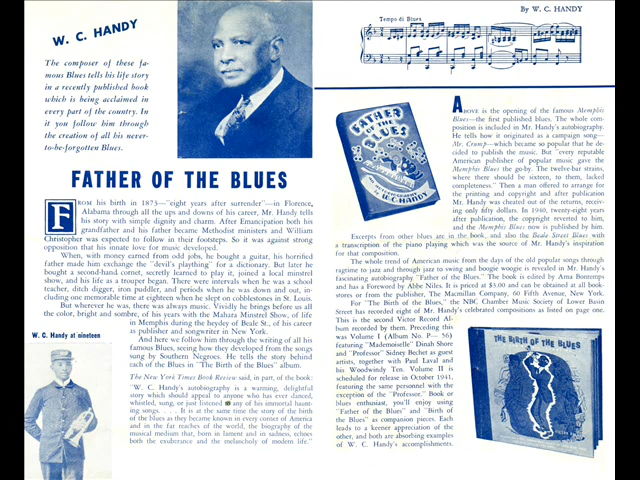 W. C. HANDY
The composer of these fa-
mous Blues tells his life story
in a recently published book
which is being acclaimed in
every part of the country. In
it you follow him through
the creation of all his never-
to-be-forgotten Blues.
FATHER OF THE BLUES
FROM his birth in 1873—"eight years after surrender"—in Florence,
Alabama through all the ups and downs of his career, Mr. Handy tells
his story with simple dignity and charm. After Emancipation both his
grandfather and his father became Methodist ministers and William
Christopher was expected to follow in their footsteps. So it was against strong
opposition that his innate love for music developed.
When, with money earned from odd jobs, he bought a guitar, his horrified
father made him exchange the "devil's plaything" for a dictionary. But later he
bought a second-hand cornet, secretly learned to play it, joined a local minstrel
show, and his life as a trouper began. There were intervals when he was a school
teacher, ditch digger, iron puddler, and periods when he was down and out, in-
cluding one memorable time at eighteen when he slept on cobblestones in St. Louis.
But wherever he was, there was always music. Vividly he brings before us all
the color, bright and sombre, of his years with the Mahara Minstrel Show, of life
in Memphis during the heydey of Beale St., of his career
as publisher and songwriter in New York.
And here we follow him through the writing of all his
famous Blues, seeing how they developed from the songs
sung by Southern Negroes. He tells the story behind
each of the Blues in "The Birth of the Blues" album.
The New York Times Book Review said, in part, of the book:
"W. C. Handy's autobiography is a warming, delightful
story which should appeal to anyone who has ever danced,
whistled, sung, or just listened to any of his immortal haunt-
ing songs. . . . It is at the same time the story of the birth
of the blues as they became known in every corner of America
and in the far reaches of the world, the biography of the
musical medium that, born in lament and in sadness, echoes
both the exuberance and the melancholy of modern life."
W. C. Handy at nineteen
By W. C. HANDY
Tempo di Blues
ABOVE is the opening of the famous Memphis
Blues—the first published blues. The whole com-
position is included in Mr. Handy's autobiography.
He tells how it originated as a campaign song—
Mr. Crump—which became so popular that he de-
cided to publish the music. But "every reputable
American publisher of popular music gave the
Memphis Blues the go-by. The twelve-bar strains,
where there should be sixteen, to them, lacked
completeness." Then a man offered to arrange for
the printing and copyright and after publication
Mr. Handy was cheated out of the returns, receiv-
ing only fifty dollars. In 1940, twenty-eight years
after publication, the copyright reverted to him,
and the Memphis Blues now is published by him.
Excerpts from other blues are in the book, and also the Beale Street Blues with
a transcription of the piano playing which was the source of Mr. Handy's inspiration
for that composition.
The whole trend of American music from the days of the old popular songs through
ragtime to jazz and through jazz to swing and boogie woogie is revealed in Mr. Handy's
fascinating autobiography "Father of the Blues." The book is edited by Arna Bontemps
and has a Foreword by Abbe Niles. It is priced at $3.00 and can be obtained at all book-
stores or from the publisher, The Macmillan Company, 60 Fifth Avenue, New York.
For "The Birth of the Blues," the NBC Chamber Music Society of Lower Basin
Street has recorded eight of Mr. Handy's celebrated compositions as listed on page one.
This is the second Victor Record Al-
bum recorded by them. Preceding this
was Volume I (Album No. P— 56)
featuring "Mademoiselle" Dinah Shore
and "Professor" Sidney Bechet as guest
artists, together with Paul Laval and
his Woodwindy Ten. Volume II is
scheduled for release in October 1941,
featuring the same personnel with the
exception of the "Professor." Book or
blues enthusiast, you'll enjoy using
"Father of the Blues" and "Birth of
the Blues" as companion pieces. Each
leads to a keener appreciation of the
other, and both are absorbing examples
of W. C. Handy's accomplishments.
FATHER
OF THE
BLUES
W.C. HANDY
THE BIRTH OF THE BLUES